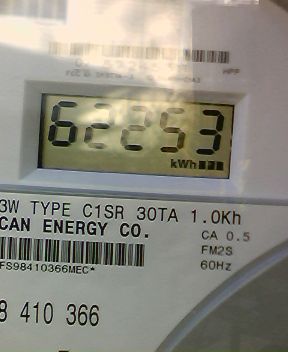 62253
kWh
3W TYPE C1SR 30TA 1.0Kh
CAN ENERGY CO.
CA 0.5
FM2S
60Hz
FS98410366MEC*
8 410 366